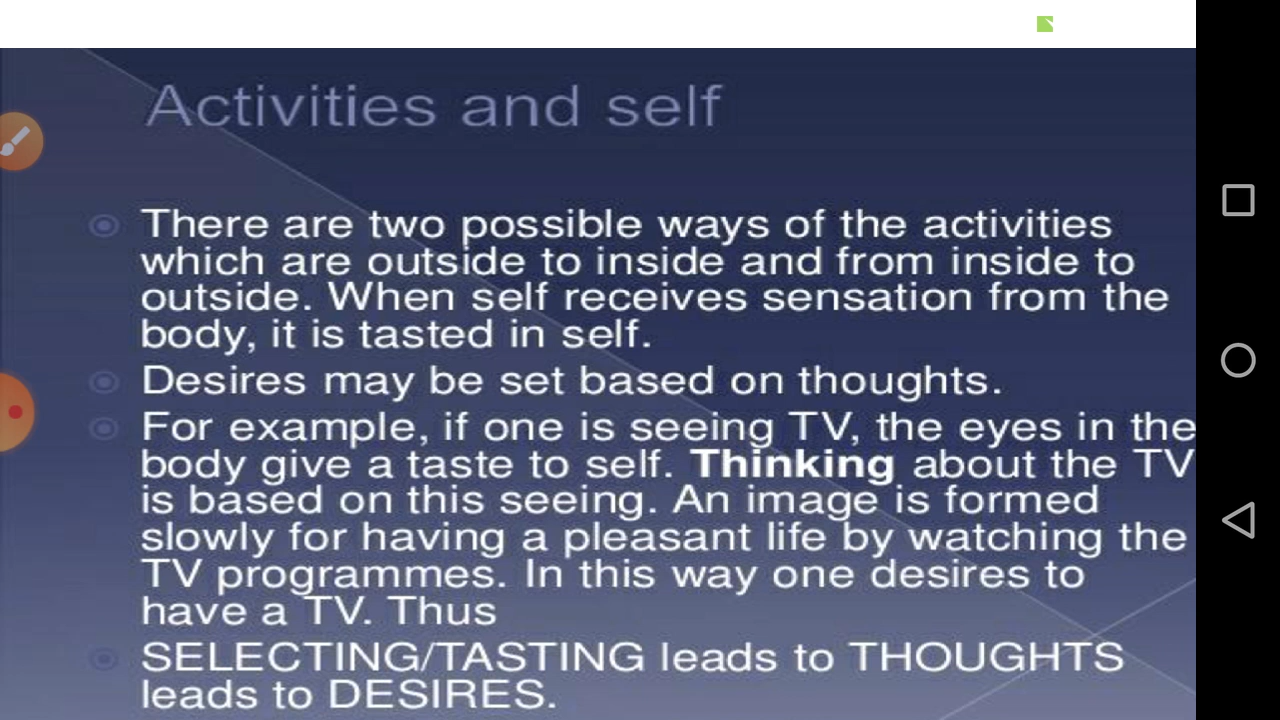 Activities and self
There are two possible ways of the activities
which are outside to inside and from inside to
outside. When self receives sensation from the
body, it is tasted in self.
Desires may be set based on thoughts.
For example, if one is seeing TV, the eyes in the
body give a taste to self. Thinking about the TV
is based on this seeing. An image is formed
slowly for having a pleasant life by watching the
TV programmes. In this way one desires to
have a TV. Thus
SELECTING/TASTING leads to THOUGHTS
leads to DESIRES.